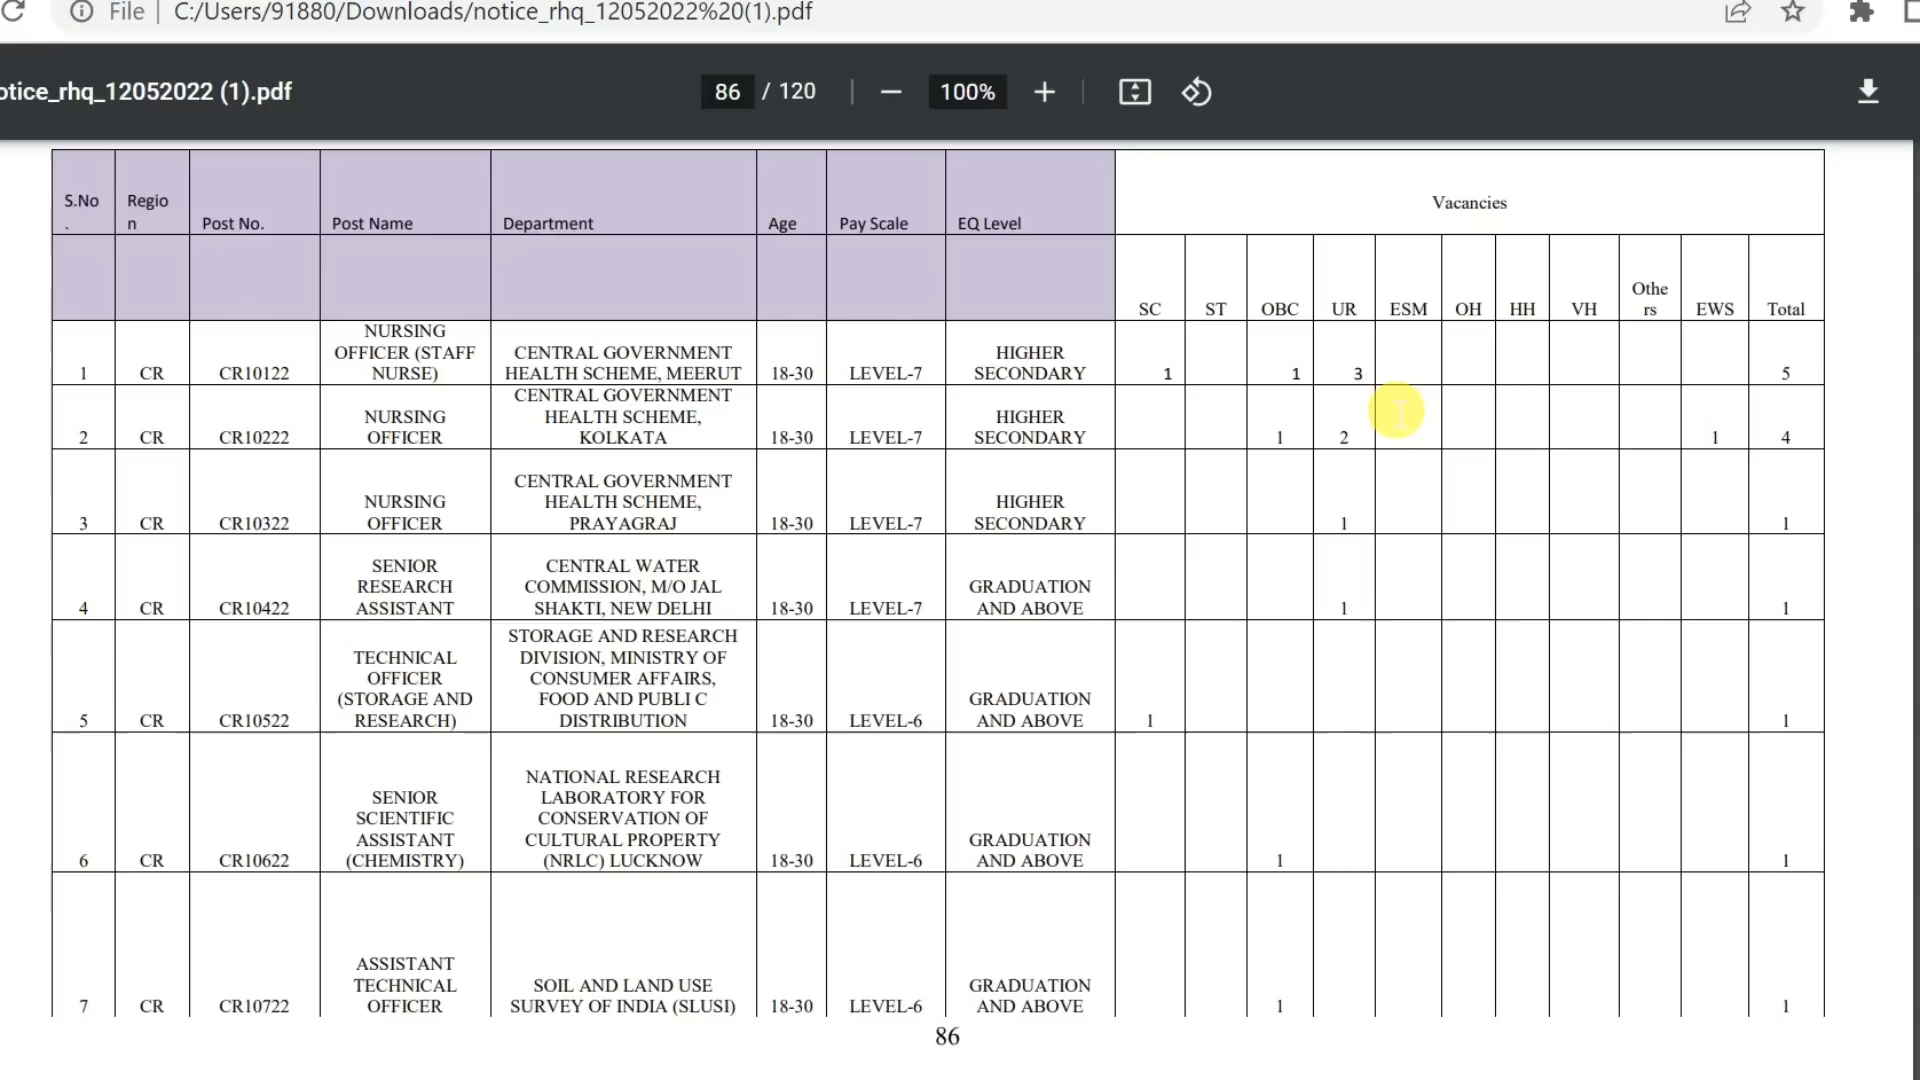 File | C:/Users/91880/Downloads/notice_rhq_12052022%20(1).pdf
otice_rhq_12052022 (1).pdf 86 / 120 100%
S.No. Region Post No. Post Name Department Age Pay Scale EQ Level Vacancies
SC ST OBC UR ESM OH HH VH Others EWS Total
1 CR CR10122 NURSING OFFICER (STAFF NURSE) CENTRAL GOVERNMENT HEALTH SCHEME, MEERUT 18-30 LEVEL-7 HIGHER SECONDARY 1 1 3 5
2 CR CR10222 NURSING OFFICER CENTRAL GOVERNMENT HEALTH SCHEME, KOLKATA 18-30 LEVEL-7 HIGHER SECONDARY 1 2 1 4
3 CR CR10322 NURSING OFFICER CENTRAL GOVERNMENT HEALTH SCHEME, PRAYAGRAJ 18-30 LEVEL-7 HIGHER SECONDARY 1 1
4 CR CR10422 SENIOR RESEARCH ASSISTANT CENTRAL WATER COMMISSION, M/O JAL SHAKTI, NEW DELHI 18-30 LEVEL-7 GRADUATION AND ABOVE 1 1
5 CR CR10522 TECHNICAL OFFICER (STORAGE AND RESEARCH) STORAGE AND RESEARCH DIVISION, MINISTRY OF CONSUMER AFFAIRS, FOOD AND PUBLI C DISTRIBUTION 18-30 LEVEL-6 GRADUATION AND ABOVE 1 1
6 CR CR10622 SENIOR SCIENTIFIC ASSISTANT (CHEMISTRY) NATIONAL RESEARCH LABORATORY FOR CONSERVATION OF CULTURAL PROPERTY (NRLC) LUCKNOW 18-30 LEVEL-6 GRADUATION AND ABOVE 1 1
7 CR CR10722 ASSISTANT TECHNICAL OFFICER SOIL AND LAND USE SURVEY OF INDIA (SLUSI) 18-30 LEVEL-6 GRADUATION AND ABOVE 1 1
86